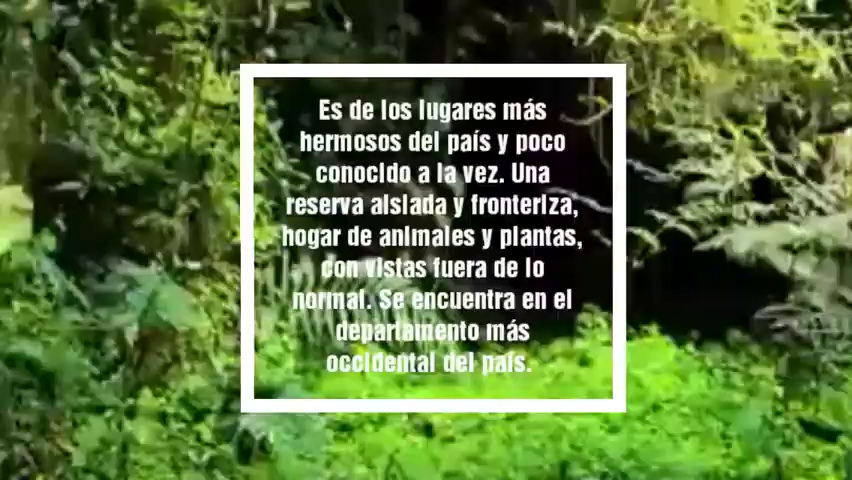 Es de los lugares más
hermosos del país y poco
conocido a la vez. Una
reserva aislada y fronteriza,
hogar de animales y plantas,
con vistas fuera de lo
normal. Se encuentra en el
departamento más
occidental del país.